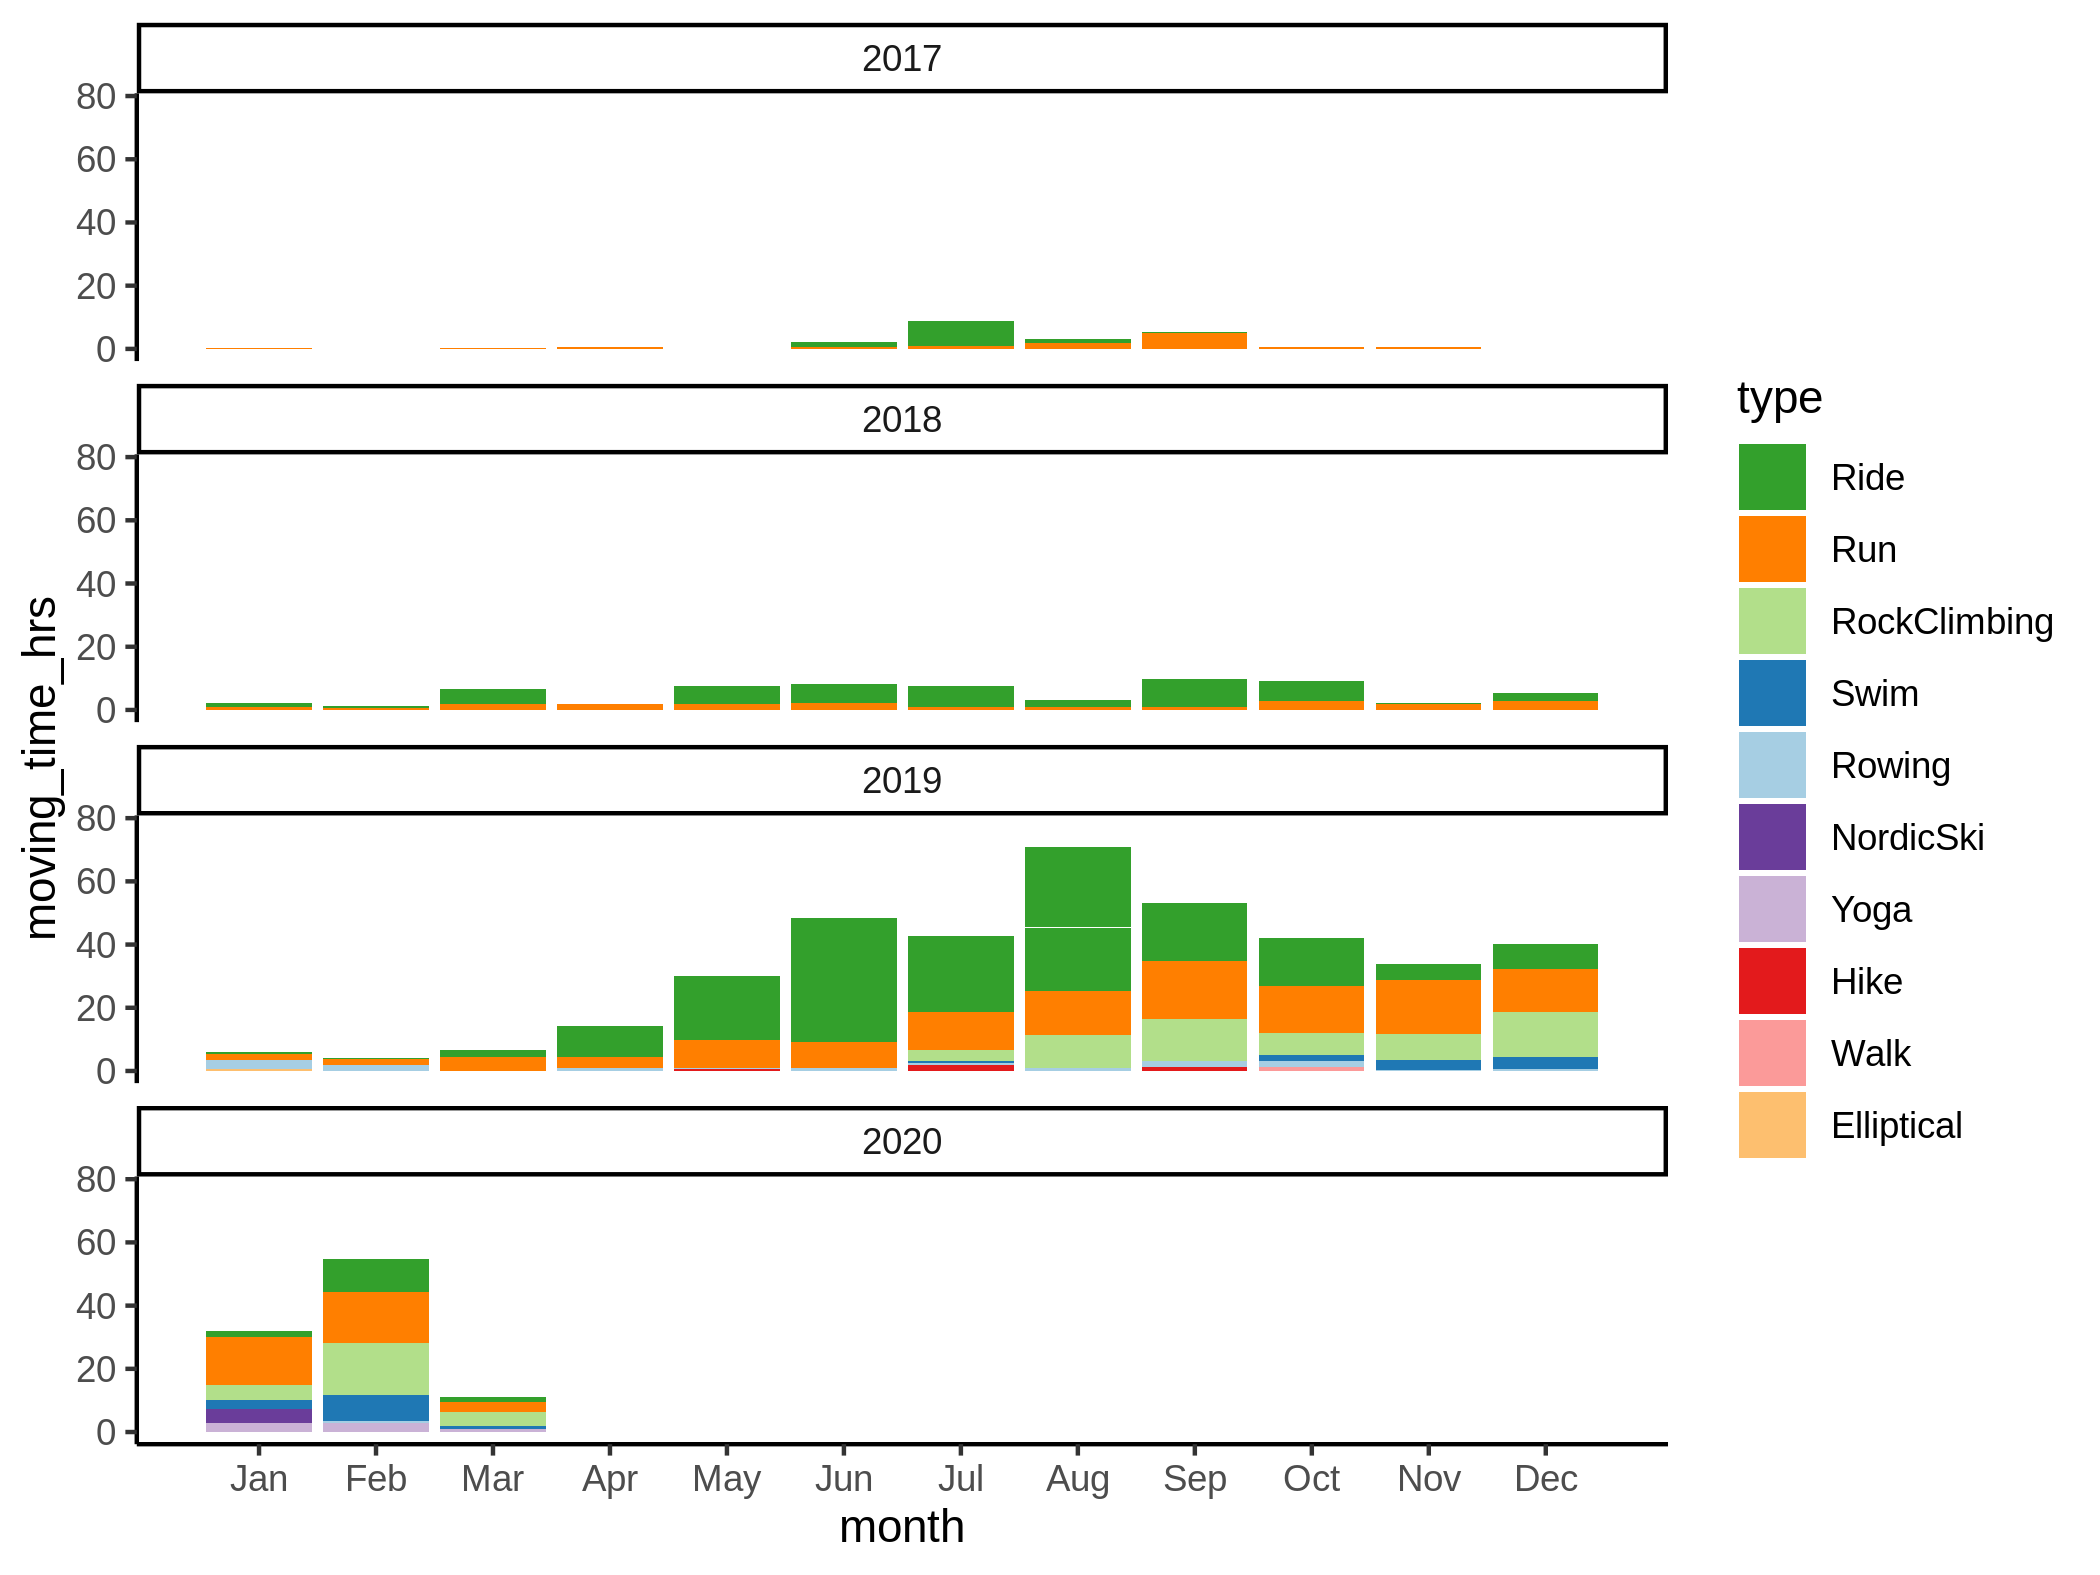 2017
80
60
40
20
0
2018
80
60
40
20
0
2019
80
60
40
20
0
2020
80
60
40
20
0
Jan Feb Mar Apr May Jun Jul Aug Sep Oct Nov Dec
month
moving_time_hrs
type
Ride
Run
RockClimbing
Swim
Rowing
NordicSki
Yoga
Hike
Walk
Elliptical